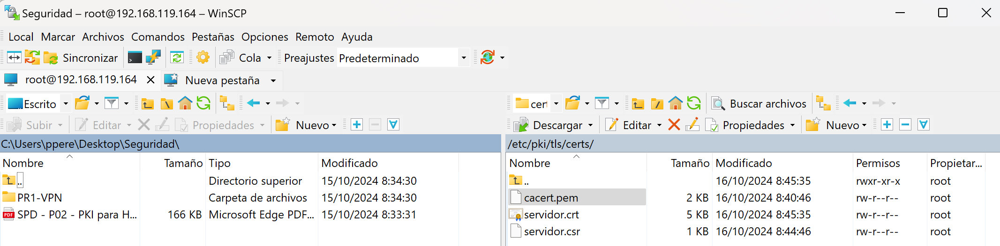 Seguridad – root@192.168.119.164 – WinSCP
Local Marcar Archivos Comandos Pestañas Opciones Remoto Ayuda
Sincronizar Cola Preajustes Predeterminado
root@192.168.119.164 Nueva pestaña
Escrito
Subir Editar Propiedades Nuevo
C:\Users\ppere\Desktop\Seguridad\
Nombre Tamaño Tipo Modificado
.. Directorio superior 15/10/2024 8:34:30
PR1-VPN Carpeta de archivos 15/10/2024 8:34:30
PDF SPD - P02 - PKI para H... 166 KB Microsoft Edge PDF... 15/10/2024 8:33:31
cert Buscar archivos
Descargar Editar Propiedades Nuevo
/etc/pki/tls/certs/
Nombre Tamaño Modificado Permisos Propietar...
.. 16/10/2024 8:45:35 rwxr-xr-x root
cacert.pem 2 KB 16/10/2024 8:40:46 rw-r--r-- root
servidor.crt 5 KB 16/10/2024 8:45:35 rw-r--r-- root
servidor.csr 1 KB 16/10/2024 8:44:46 rw-r--r-- root